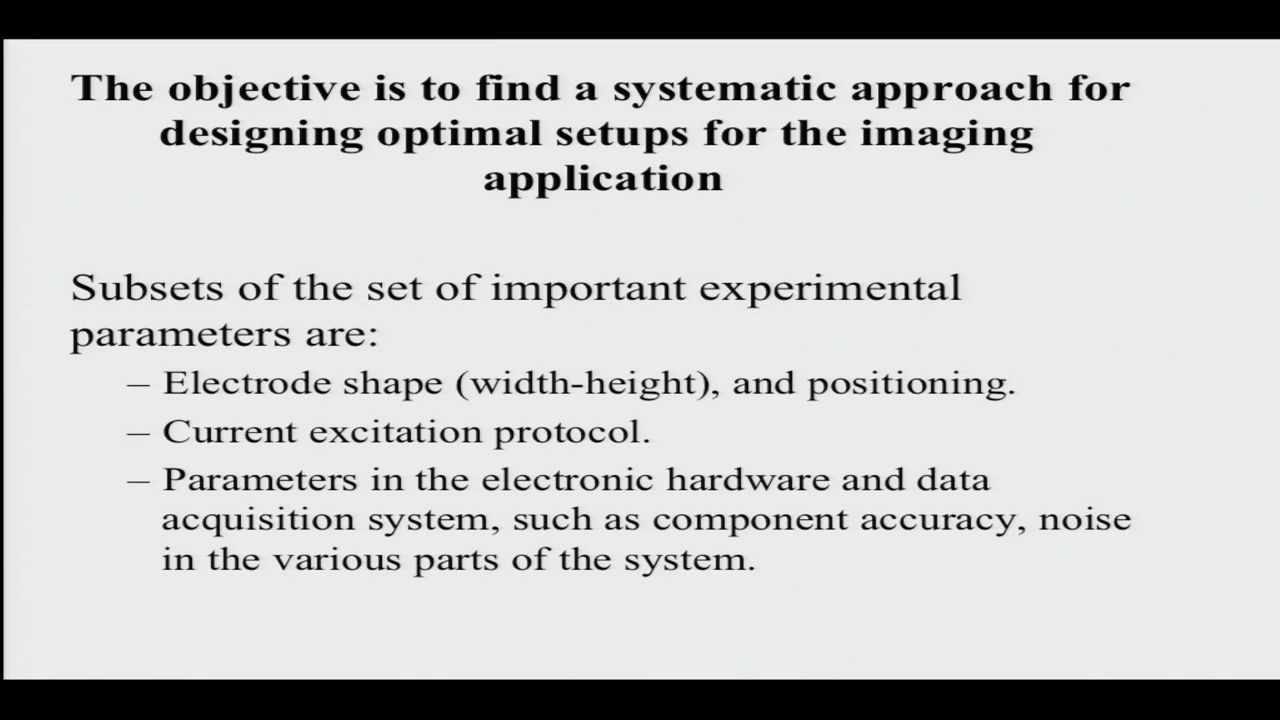 The objective is to find a systematic approach for
designing optimal setups for the imaging
application
Subsets of the set of important experimental
parameters are:
– Electrode shape (width-height), and positioning.
– Current excitation protocol.
– Parameters in the electronic hardware and data
acquisition system, such as component accuracy, noise
in the various parts of the system.